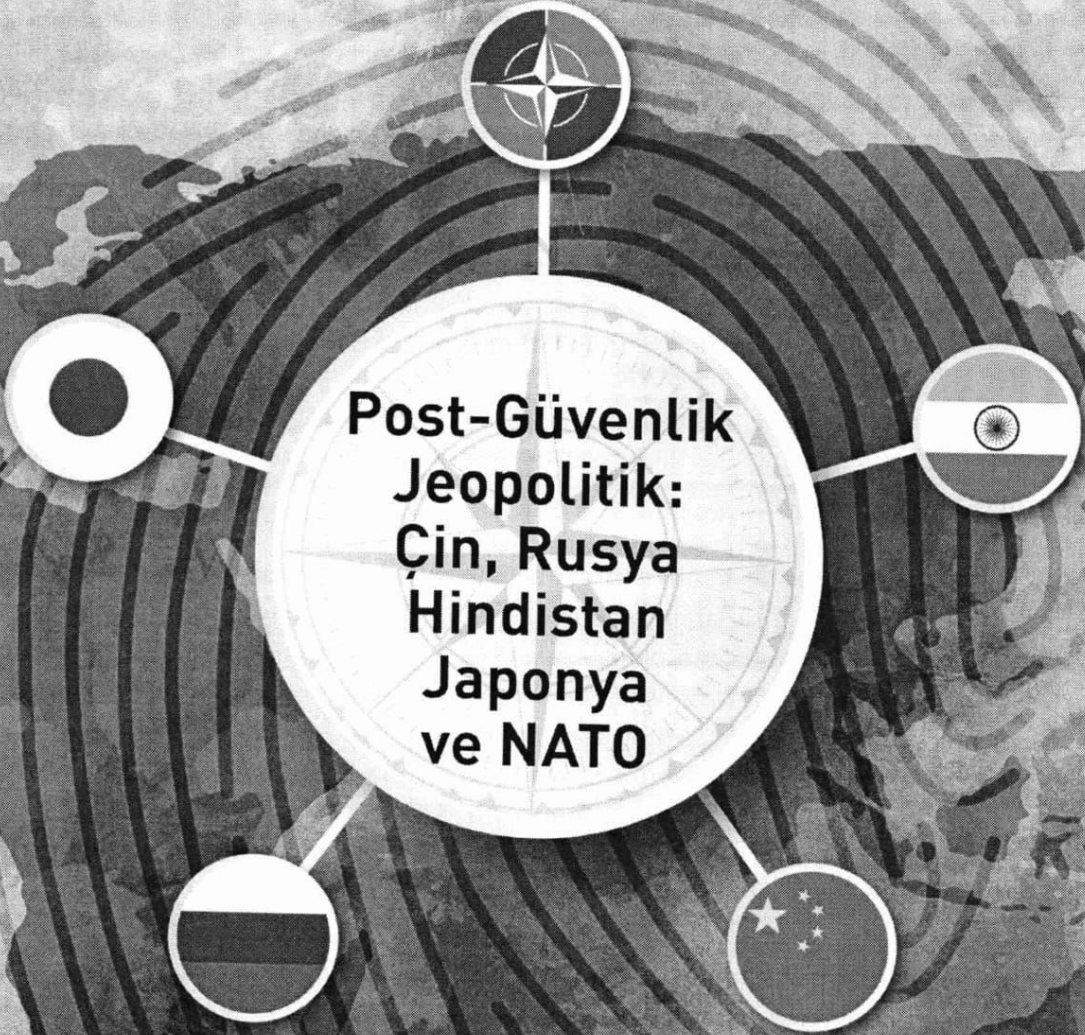 Post-Güvenlik
Jeopolitik:
Çin, Rusya
Hindistan
Japonya
ve NATO